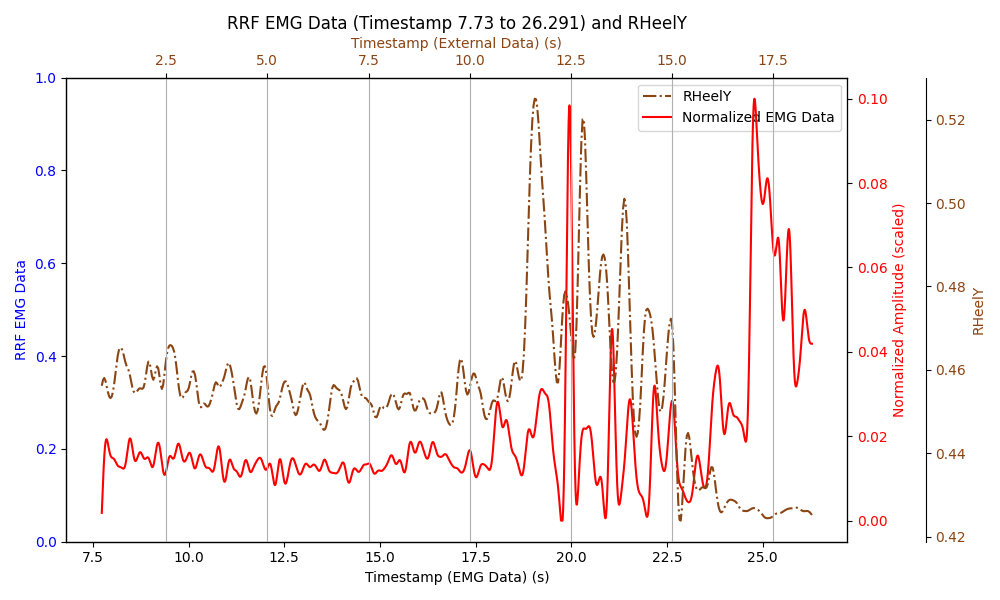 RRF EMG Data (Timestamp 7.73 to 26.291) and RHeelY
Timestamp (External Data) (s)
2.5 5.0 7.5 10.0 12.5 15.0 17.5
RHeelY
Normalized EMG Data
1.0
0.8
0.6
0.4
0.2
0.0
RRF EMG Data
0.10
0.08
0.06
0.04
0.02
0.00
Normalized Amplitude (scaled)
0.52
0.50
0.48
0.46
0.44
0.42
RHeelY
7.5 10.0 12.5 15.0 17.5 20.0 22.5 25.0
Timestamp (EMG Data) (s)